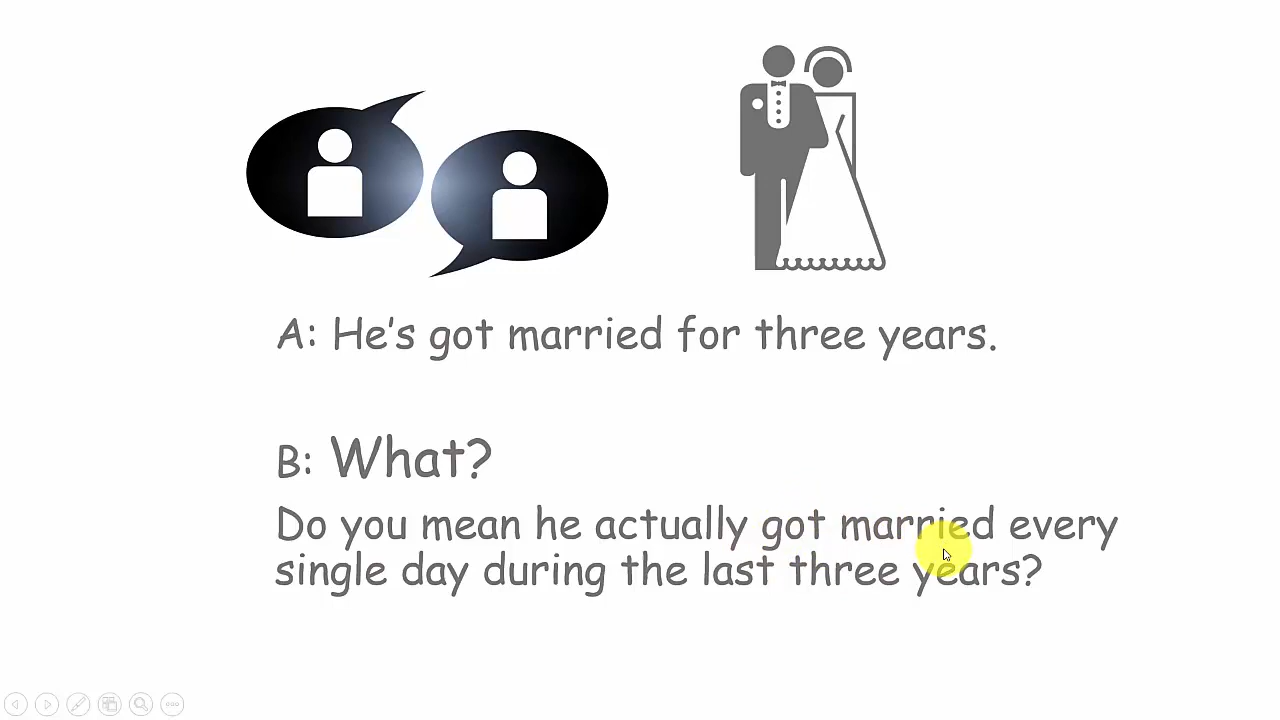 A: He's got married for three years.
B: What?
Do you mean he actually got married every
single day during the last three years?